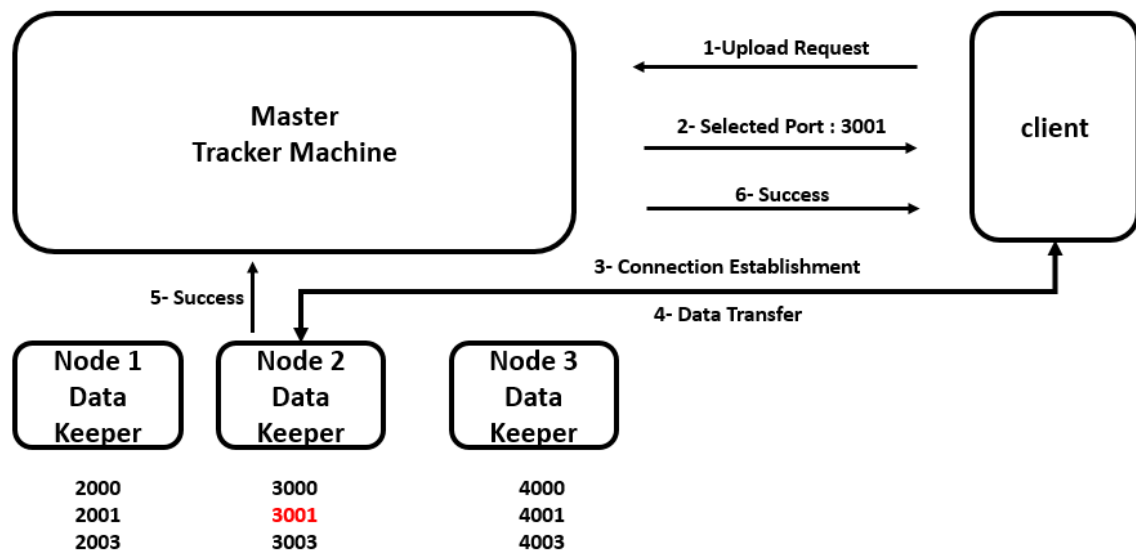 Master
Tracker Machine
1-Upload Request
2- Selected Port : 3001
6- Success
client
3- Connection Establishment
4- Data Transfer
5- Success
Node 1
Data
Keeper
Node 2
Data
Keeper
Node 3
Data
Keeper
2000
2001
2003
3000
3001
3003
4000
4001
4003